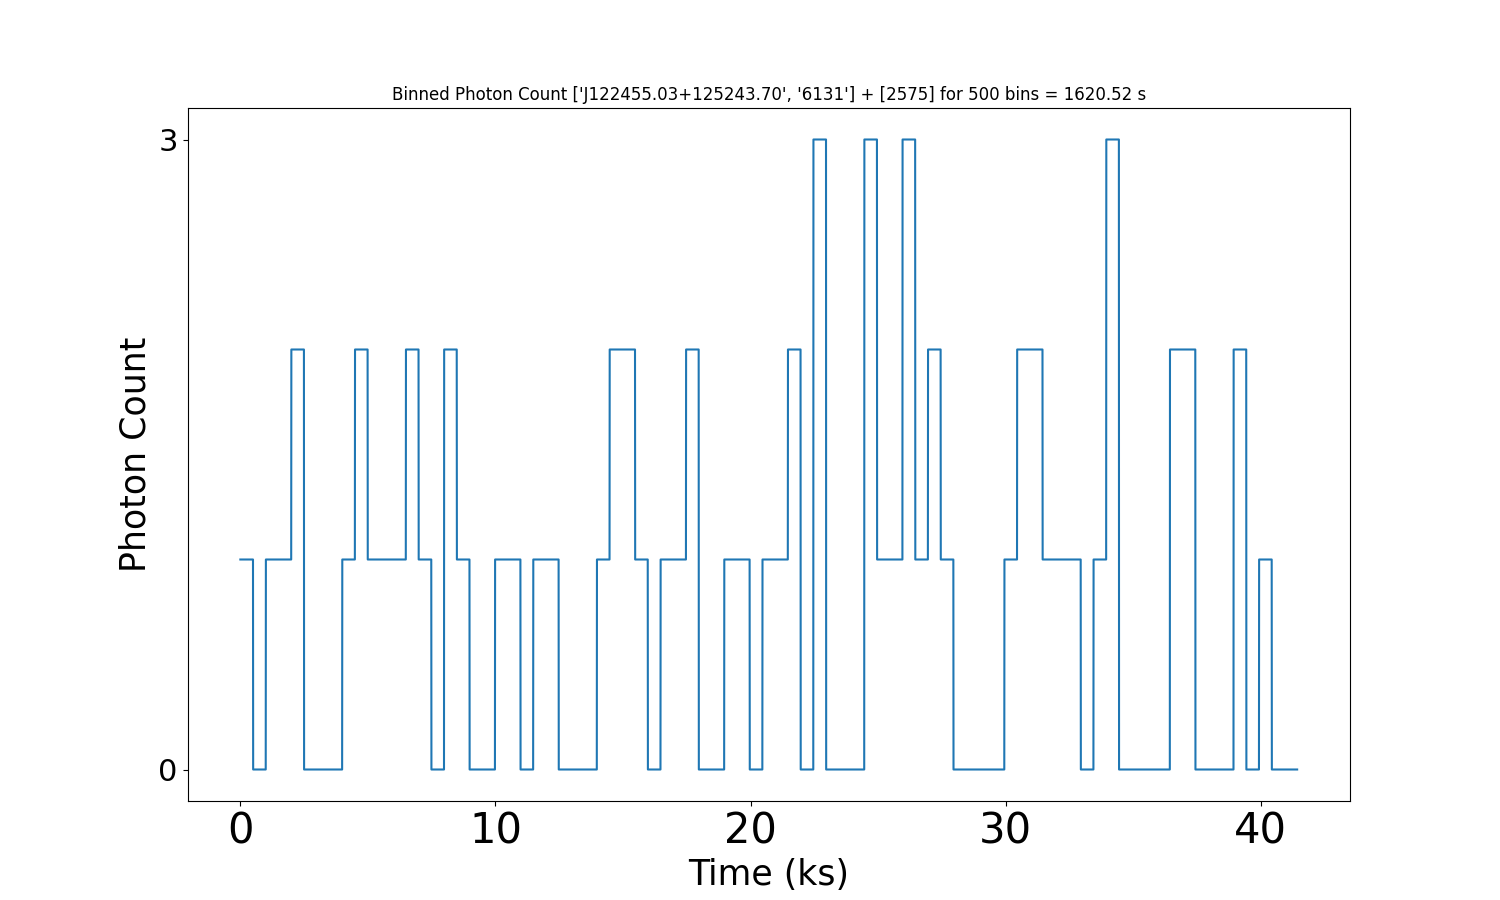 Binned Photon Count ['J122455.03+125243.70', '6131'] + [2575] for 500 bins = 1620.52 s
3
Photon Count
0
0 10 20 30 40
Time (ks)